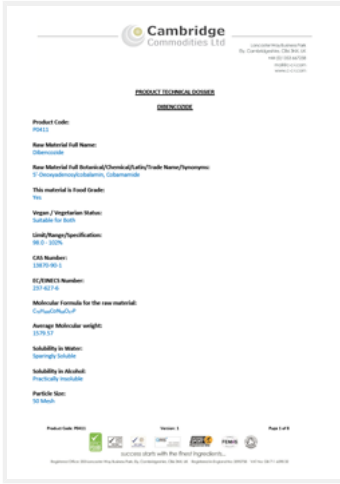 Cambridge
Commodities Ltd
PRODUCT TECHNICAL DOSSIER
DIBENCOZIDE
Product Code:
P0411
Raw Material Full Name:
Dibencozide
Raw Material Full Botanical/Chemical/Latin/Trade Name/Synonyms:
5'-Deoxyadenosylcobalamin, Cobamamide
This material is Food Grade:
Yes
Vegan / Vegetarian Status:
Suitable for Both
Limit/Range/Specification:
98.0 - 102%
CAS Number:
13870-90-1
EC/EINECS Number:
237-627-6
Molecular Formula for the raw material:
Average Molecular weight:
1579.57
Solubility in Water:
Sparingly Soluble
Solubility in Alcohol:
Practically Insoluble
Particle Size:
50 Mesh
Product Code: P0411
Version: 1
Page 1 of 8
success starts with the finest ingredients...